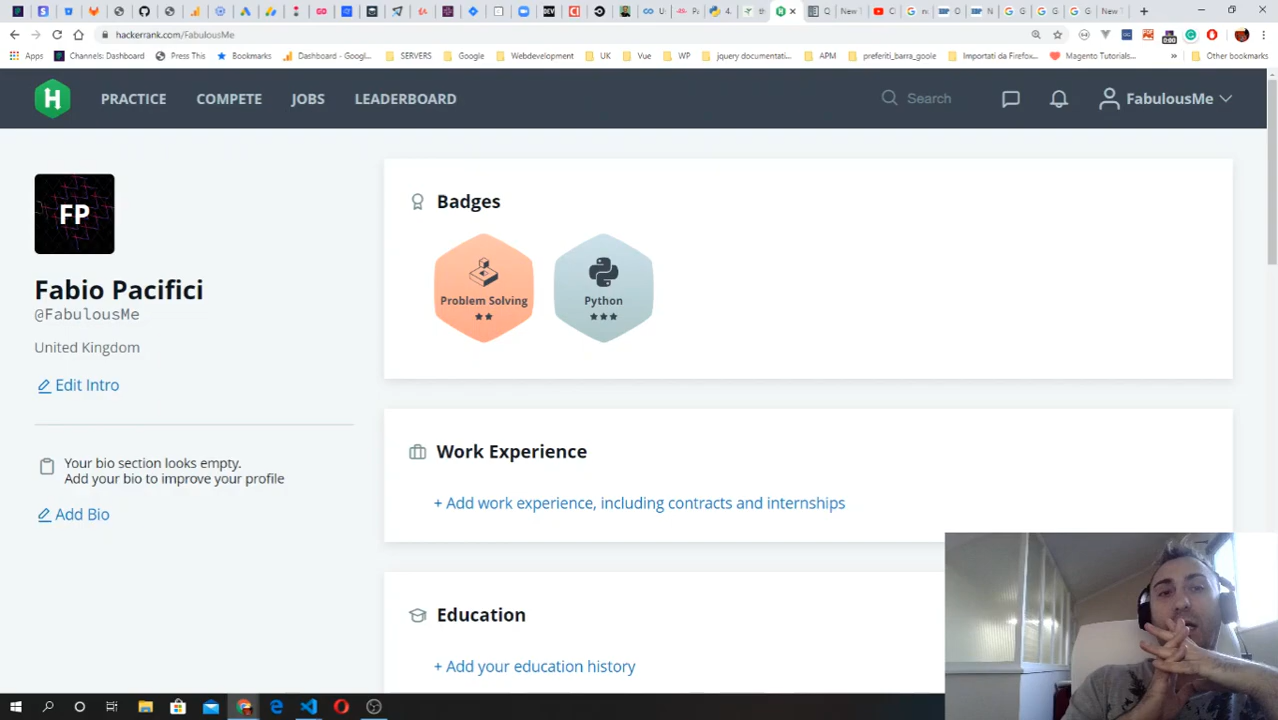 hackerrank.com/FabulousMe
Apps
Channels: Dashboard
Press This
Bookmarks
Dashboard - Googl...
SERVERS
Google
Webdevelopment
UK
Vue
WP
jquery documentati...
APM
preferiti_barra_gooie
Importati da Firefox...
Magento Tutorials...
Other bookmarks
H
PRACTICE
COMPETE
JOBS
LEADERBOARD
Search
FabulousMe
FP
Fabio Pacifici
@FabulousMe
United Kingdom
Edit Intro
Your bio section looks empty.
Add your bio to improve your profile
Add Bio
Badges
Problem Solving
Python
Work Experience
+ Add work experience, including contracts and internships
Education
+ Add your education history